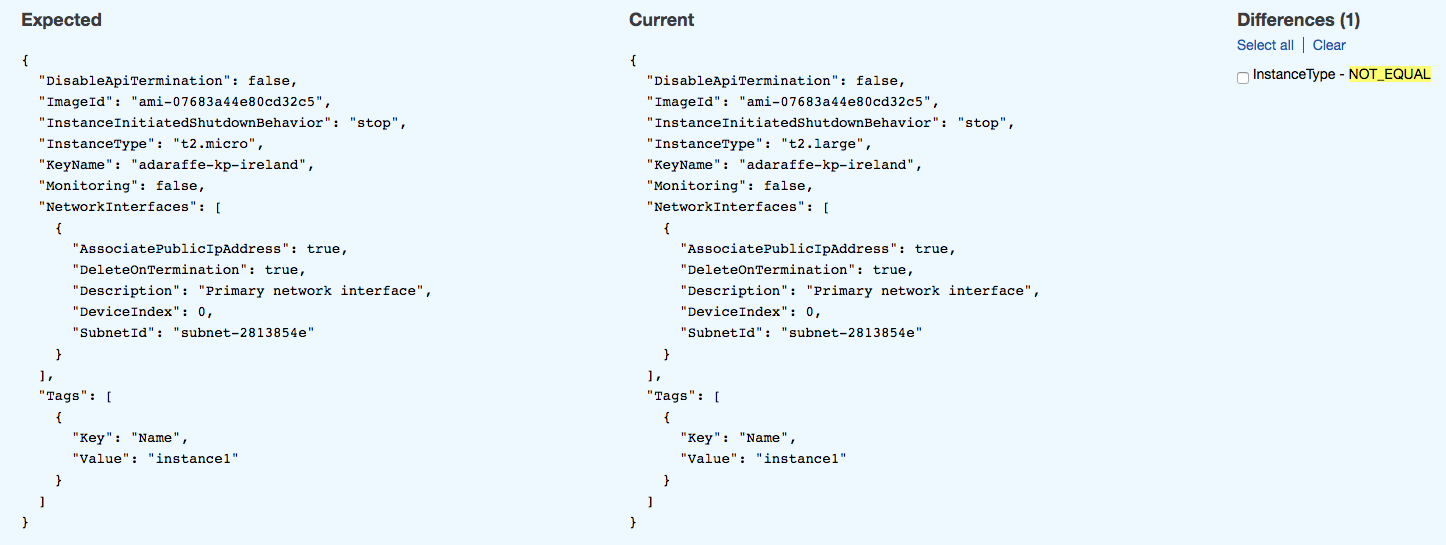 Expected
{
  "DisableApiTermination": false,
  "ImageId": "ami-07683a44e80cd32c5",
  "InstanceInitiatedShutdownBehavior": "stop",
  "InstanceType": "t2.micro",
  "KeyName": "adaraffe-kp-ireland",
  "Monitoring": false,
  "NetworkInterfaces": [
    {
      "AssociatePublicIpAddress": true,
      "DeleteOnTermination": true,
      "Description": "Primary network interface",
      "DeviceIndex": 0,
      "SubnetId": "subnet-2813854e"
    }
  ],
  "Tags": [
    {
      "Key": "Name",
      "Value": "instance1"
    }
  ]
}
Current
{
  "DisableApiTermination": false,
  "ImageId": "ami-07683a44e80cd32c5",
  "InstanceInitiatedShutdownBehavior": "stop",
  "InstanceType": "t2.large",
  "KeyName": "adaraffe-kp-ireland",
  "Monitoring": false,
  "NetworkInterfaces": [
    {
      "AssociatePublicIpAddress": true,
      "DeleteOnTermination": true,
      "Description": "Primary network interface",
      "DeviceIndex": 0,
      "SubnetId": "subnet-2813854e"
    }
  ],
  "Tags": [
    {
      "Key": "Name",
      "Value": "instance1"
    }
  ]
}
Differences (1)
Select all | Clear
InstanceType - NOT_EQUAL